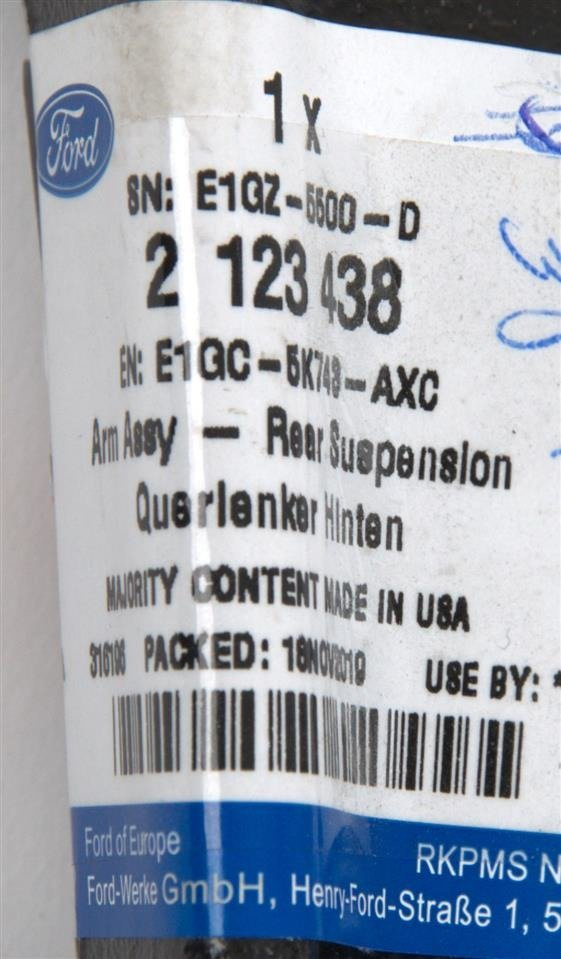 Ford
1 x
SN: E1GZ-5500-D
2 123 438
EN: E1GC-5K743-AXC
Arm Assy - Rear Suspension
Querlenker Hinten
MAJORITY CONTENT MADE IN USA
316196 PACKED: 18NOV2019 USE BY: *
Ford of Europe
RKPMS N
Ford-Werke GmbH, Henry-Ford-Straße 1, 5